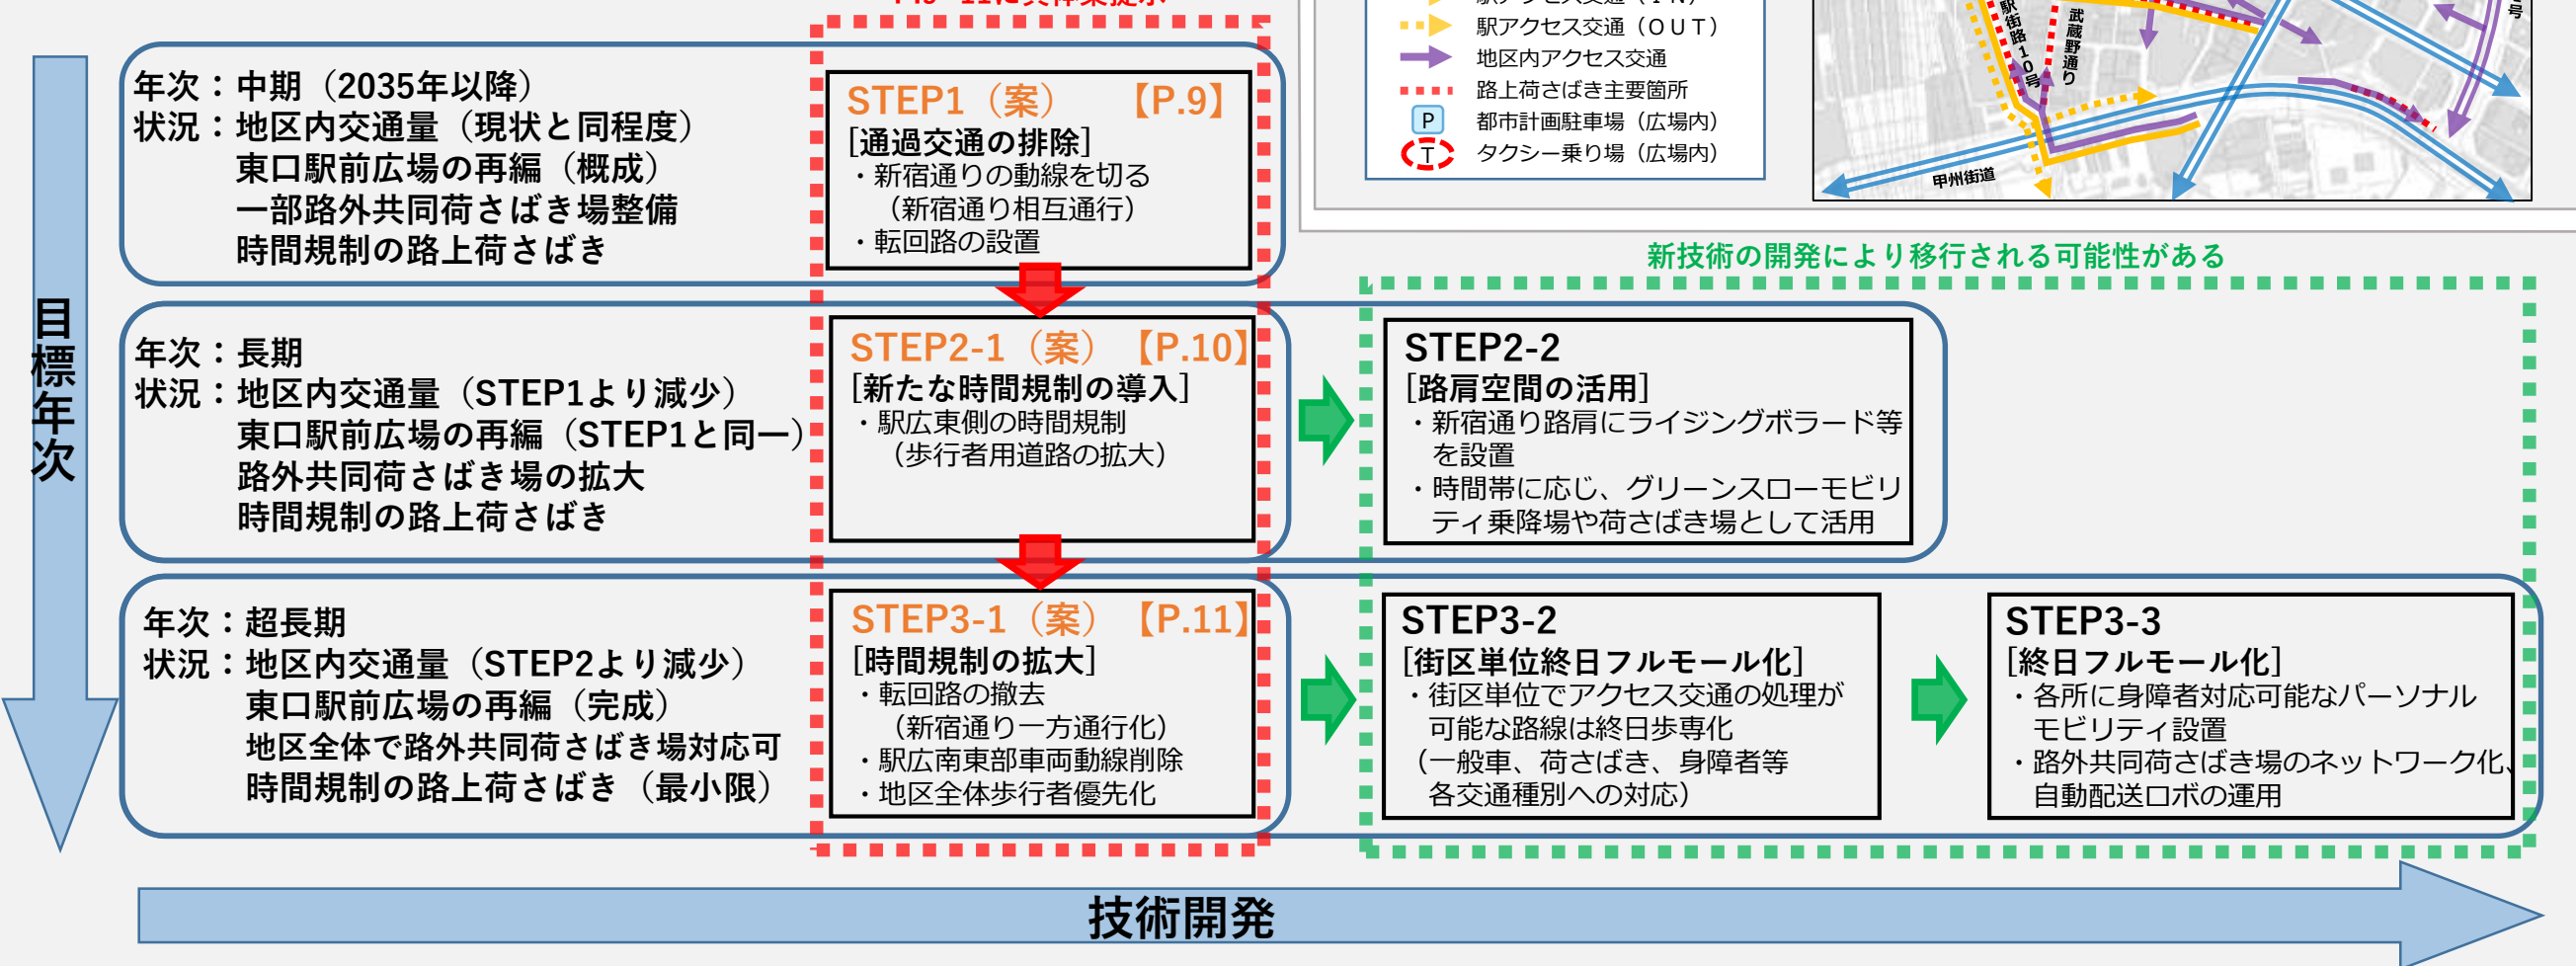 駅アクセス交通（ＩＮ）
駅アクセス交通（ＯＵＴ）
地区内アクセス交通
路上荷さばき主要箇所
P
都市計画駐車場（広場内）
T
タクシー乗り場（広場内）
駅街路10号
武蔵野通り
号
甲州街道
目標年次
年次：中期（2035年以降）
状況：地区内交通量（現状と同程度）
東口駅前広場の再編（概成）
一部路外共同荷さばき場整備
時間規制の路上荷さばき
STEP1（案）　【P.9】
[通過交通の排除]
・新宿通りの動線を切る
（新宿通り相互通行）
・転回路の設置
新技術の開発により移行される可能性がある
年次：長期
状況：地区内交通量（STEP1より減少）
東口駅前広場の再編（STEP1と同一）
路外共同荷さばき場の拡大
時間規制の路上荷さばき
STEP2-1（案）【P.10】
[新たな時間規制の導入]
・駅広東側の時間規制
（歩行者用道路の拡大）
STEP2-2
[路肩空間の活用]
・新宿通り路肩にライジングボラード等
を設置
・時間帯に応じ、グリーンスローモビリ
ティ乗降場や荷さばき場として活用
年次：超長期
状況：地区内交通量（STEP2より減少）
東口駅前広場の再編（完成）
地区全体で路外共同荷さばき場対応可
時間規制の路上荷さばき（最小限）
STEP3-1（案）【P.11】
[時間規制の拡大]
・転回路の撤去
（新宿通り一方通行化）
・駅広南東部車両動線削除
・地区全体歩行者優先化
STEP3-2
[街区単位終日フルモール化]
・街区単位でアクセス交通の処理が
可能な路線は終日歩専化
（一般車、荷さばき、身障者等
各交通種別への対応）
STEP3-3
[終日フルモール化]
・各所に身障者対応可能なパーソナル
モビリティ設置
・路外共同荷さばき場のネットワーク化、
自動配送ロボの運用
技術開発